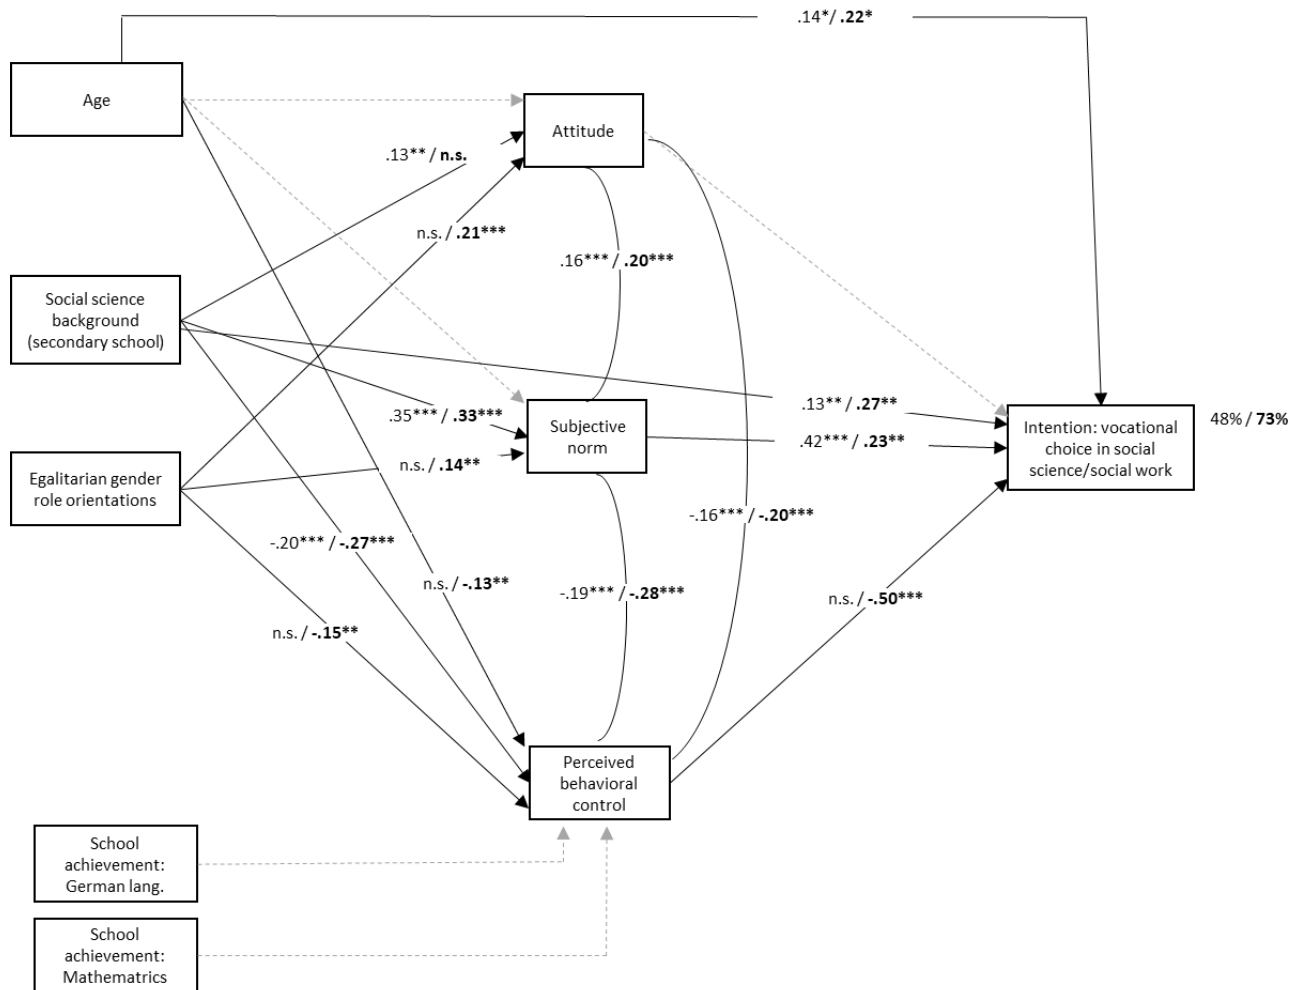 .14*/ .22*
Age
Attitude
.13** / n.s.
n.s. / .21***
.16*** / .20***
Social science
background
(secondary school)
.13** / .27**
.35*** / .33***
Subjective
norm
.42*** / .23**
Intention: vocational
choice in social
science/social work
48% / 73%
n.s. / .14**
Egalitarian gender
role orientations
-.16*** / -.20***
-.20*** / -.27***
n.s. / -.13**
-.19*** / -.28***
n.s. / -.50***
n.s. / -.15**
Perceived
behavioral
control
School
achievement:
German lang.
School
achievement:
Mathematrics